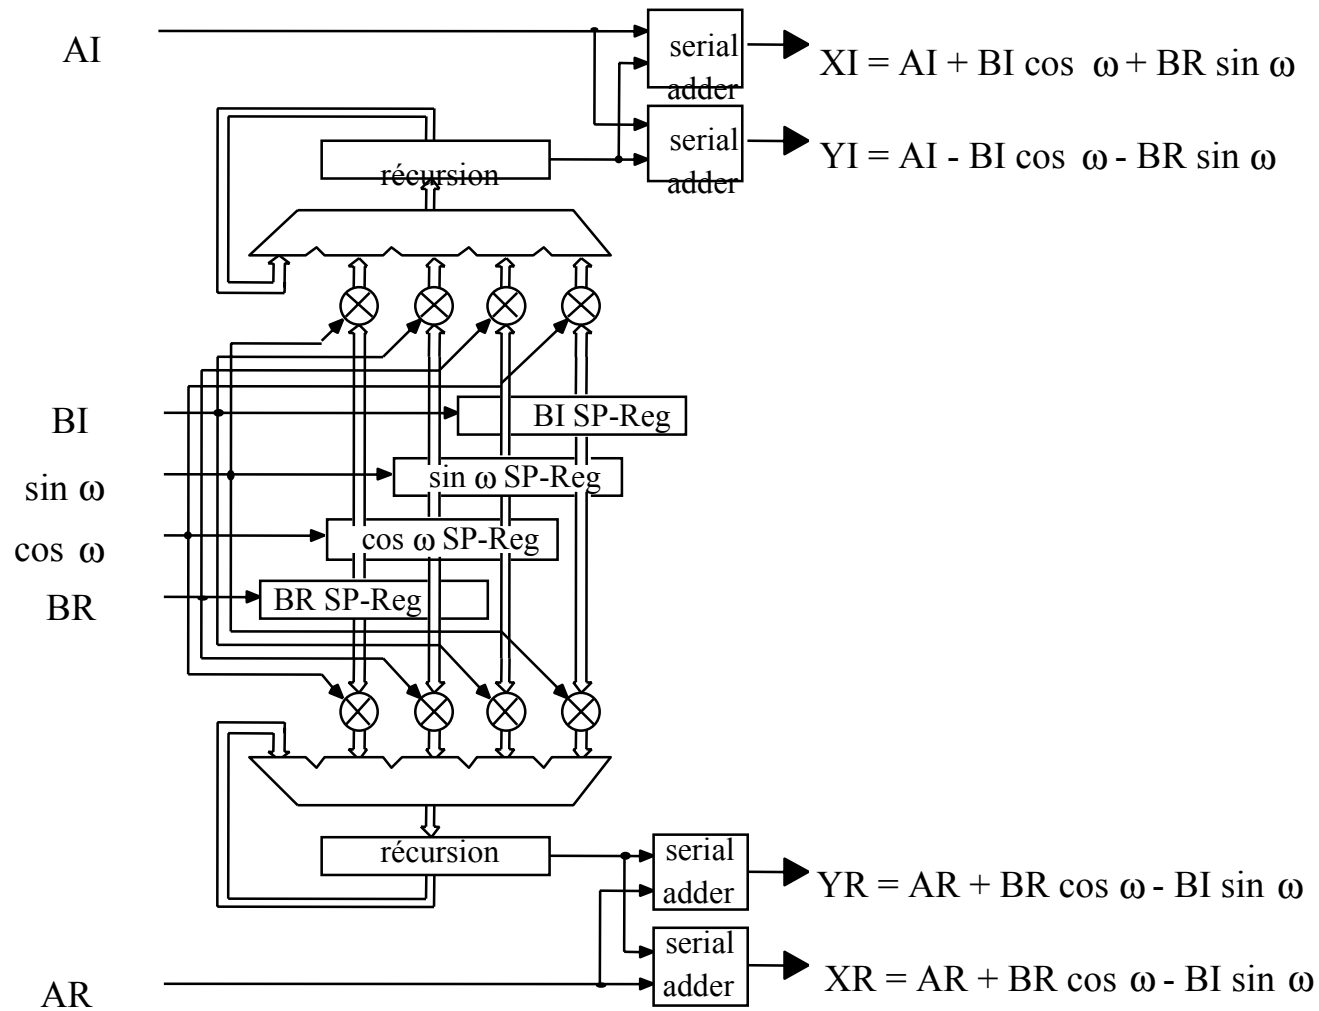 AI
serial
adder
XI = AI + BI cos ω + BR sin ω
récursion
serial
adder
YI = AI - BI cos ω - BR sin ω
BI
BI SP-Reg
sin ω
sin ω SP-Reg
cos ω
cos ω SP-Reg
BR
BR SP-Reg
récursion
serial
adder
YR = AR + BR cos ω - BI sin ω
serial
adder
XR = AR + BR cos ω - BI sin ω
AR